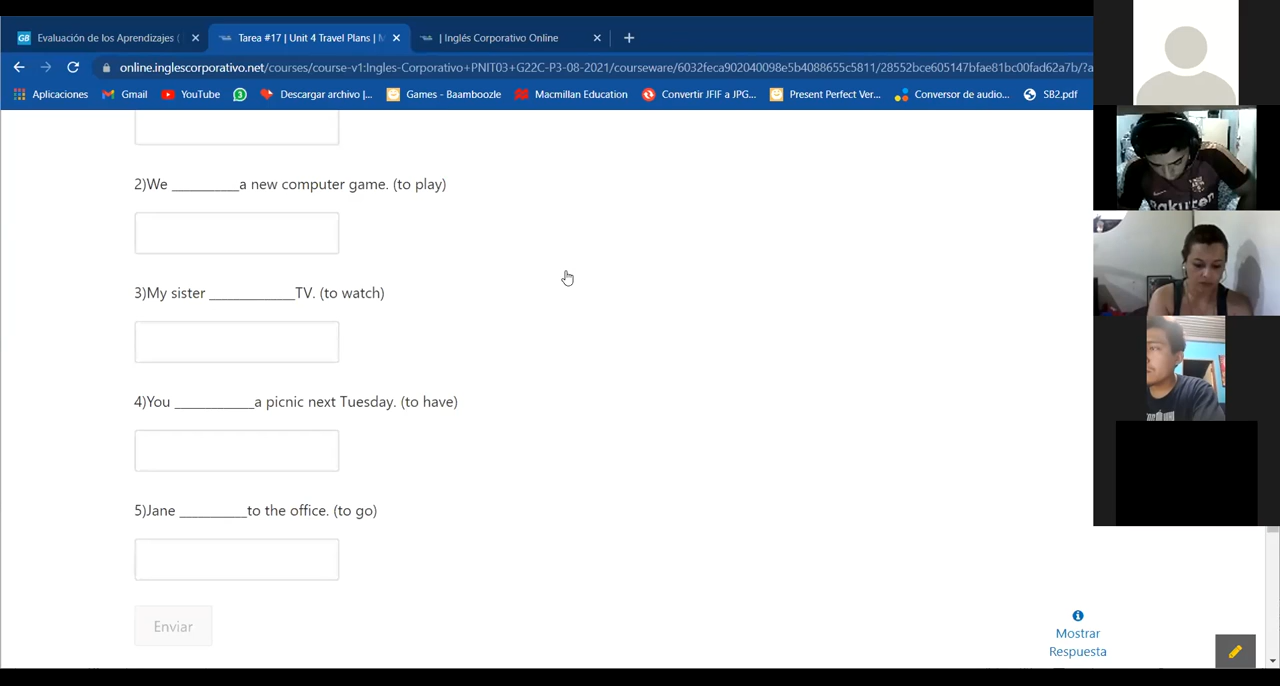 Evaluación de los Aprendizajes (
Tarea #17 | Unit 4 Travel Plans |
| Inglés Corporativo Online
online.inglescorporativo.net/courses/course-v1:Ingles-Corporativo+PNIT03+G22C-P3-08-2021/courseware/6032feca902040098e5b4088655c5811/28552bce605147bfae81bc00fad62a7b/?a
Aplicaciones
Gmail
YouTube
3
Descargar archivo |...
Games - Baamboozle
Macmillan Education
Convertir JFIF a JPG...
Present Perfect Ver...
Conversor de audio...
SB2.pdf
2)We __________a new computer game. (to play)
3)My sister ____________TV. (to watch)
4)You ___________a picnic next Tuesday. (to have)
5)Jane _________to the office. (to go)
Enviar
Mostrar
Respuesta
Rakuten